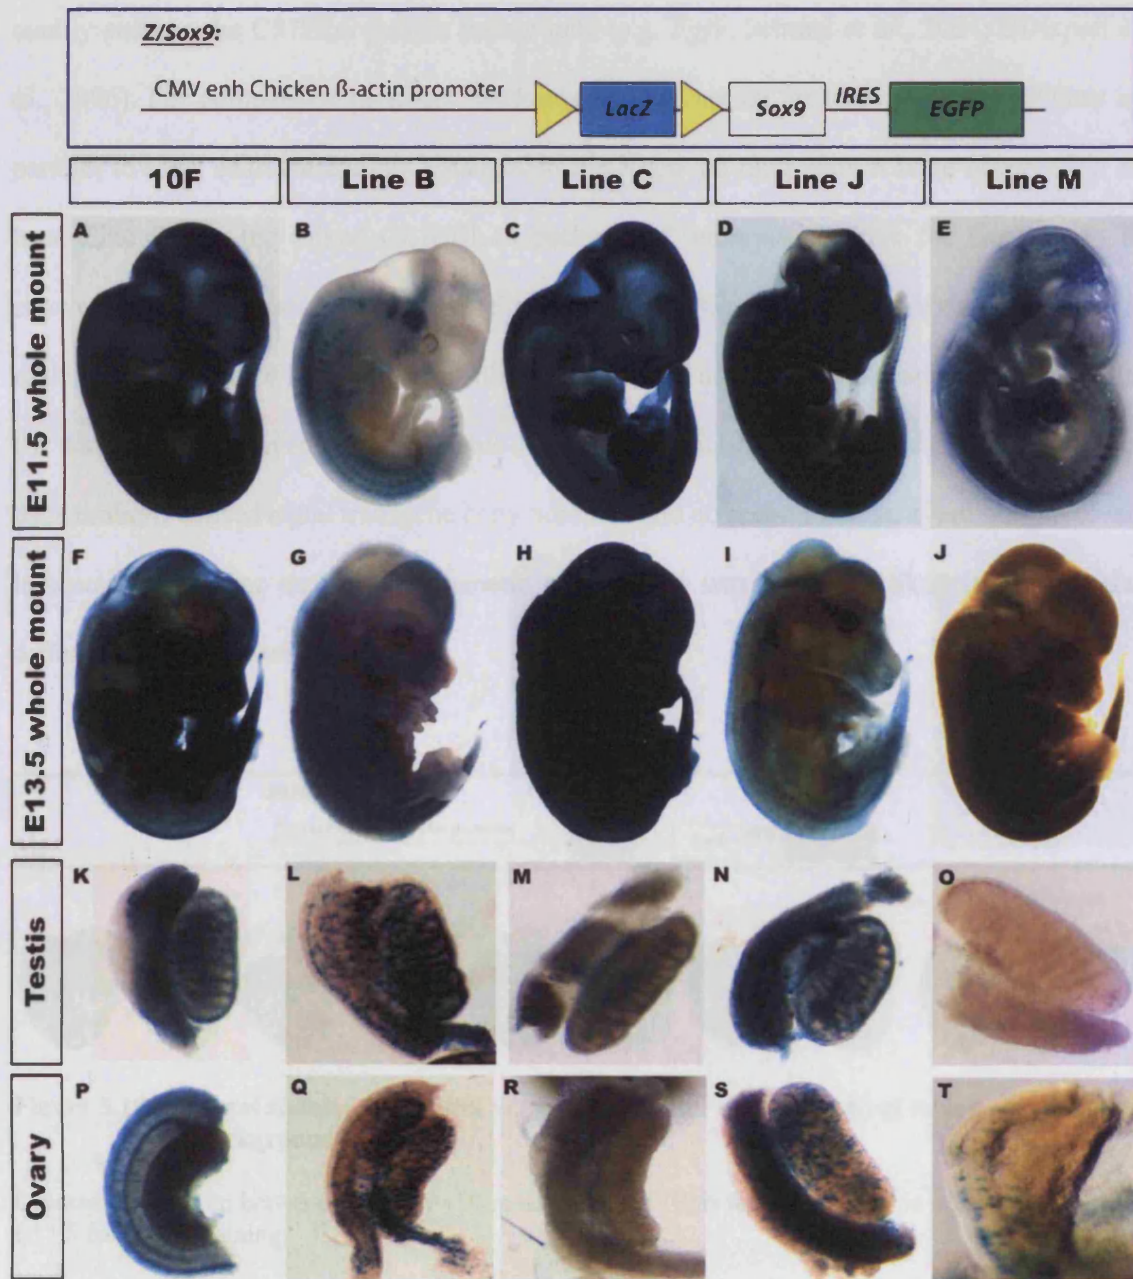 Z/Sox9:
CMV enh Chicken ß-actin promoter
LacZ
Sox9
IRES
EGFP
10F
Line B
Line C
Line J
Line M
E11.5 whole mount
A
B
C
D
E
E13.5 whole mount
F
G
H
I
J
Testis
K
L
M
N
O
Ovary
P
Q
R
S
T